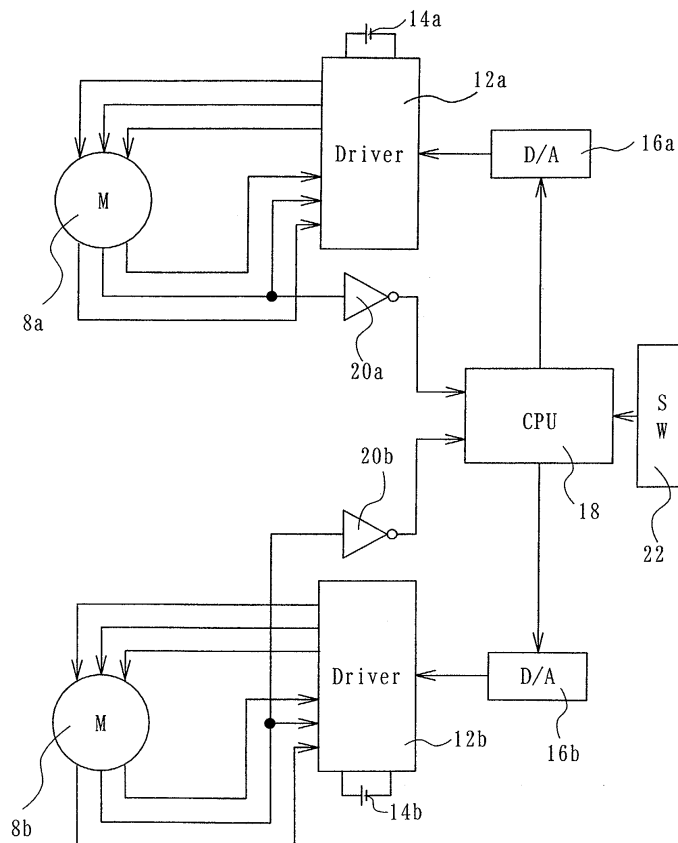 14a
12a
Driver
D/A
16a
M
8a
20a
S
W
CPU
20b
18
22
Driver
D/A
M
12b
16b
14b
8b